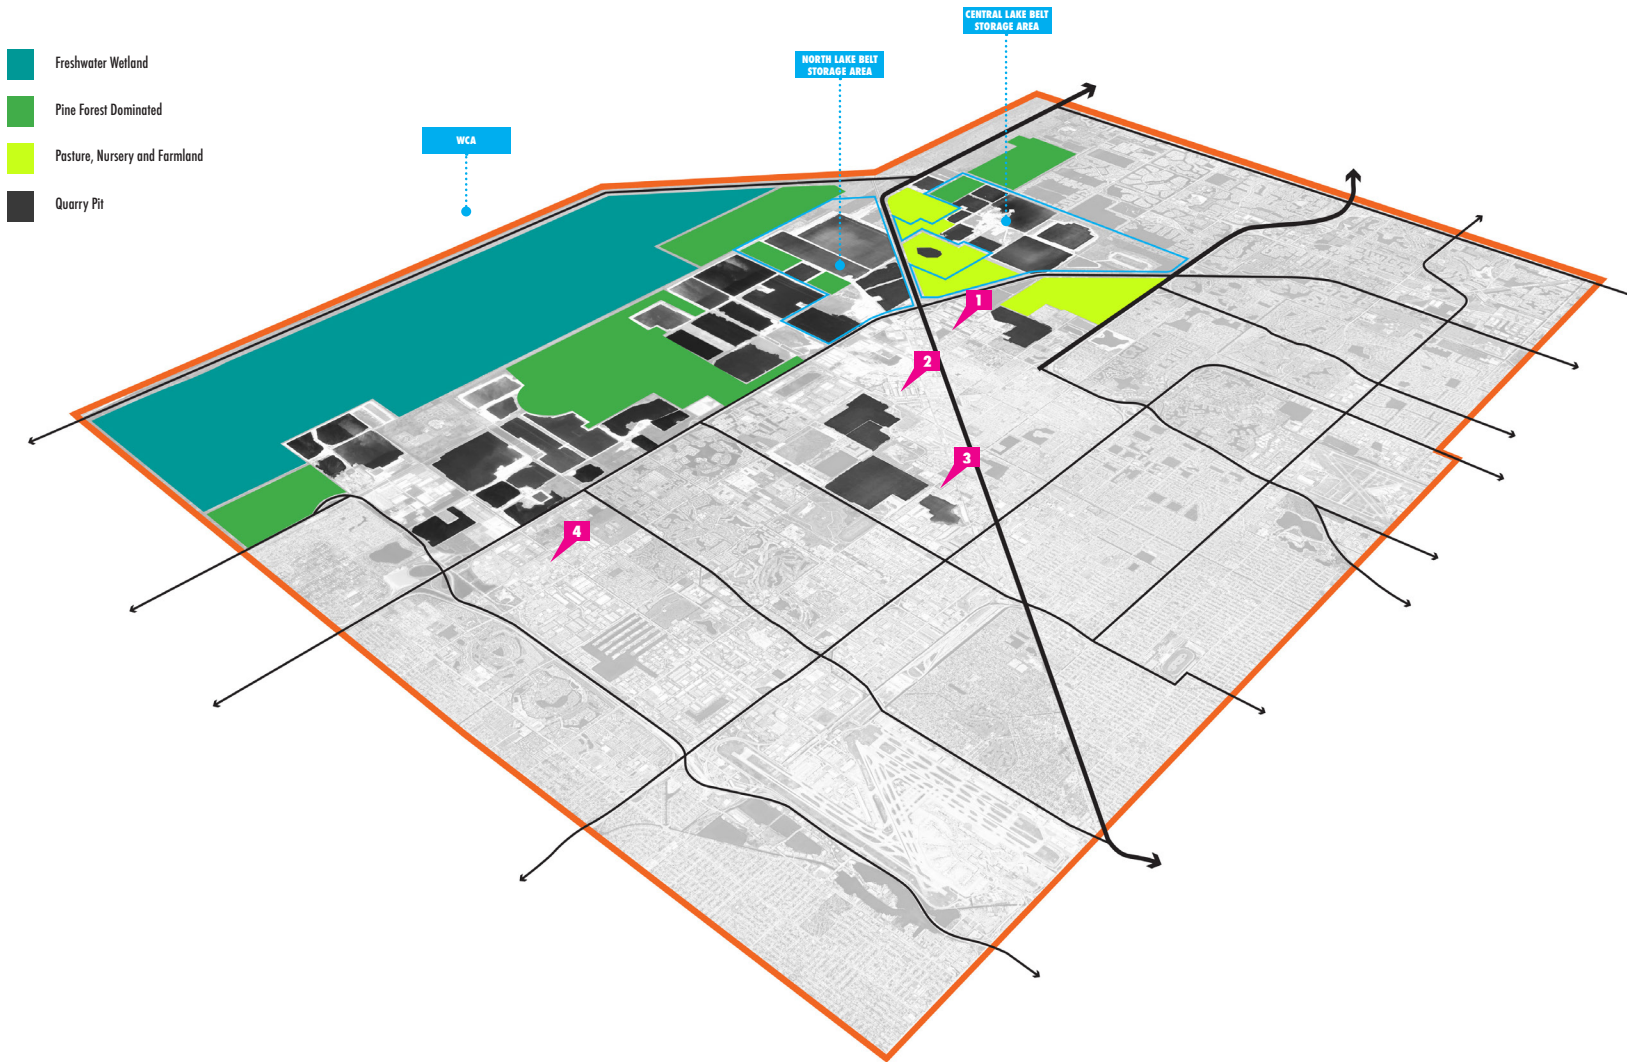 CENTRAL LAKE BELT
STORAGE AREA
NORTH LAKE BELT
STORAGE AREA
WCA
Freshwater Wetland
Pine Forest Dominated
Pasture, Nursery and Farmland
Quarry Pit
1
2
3
4